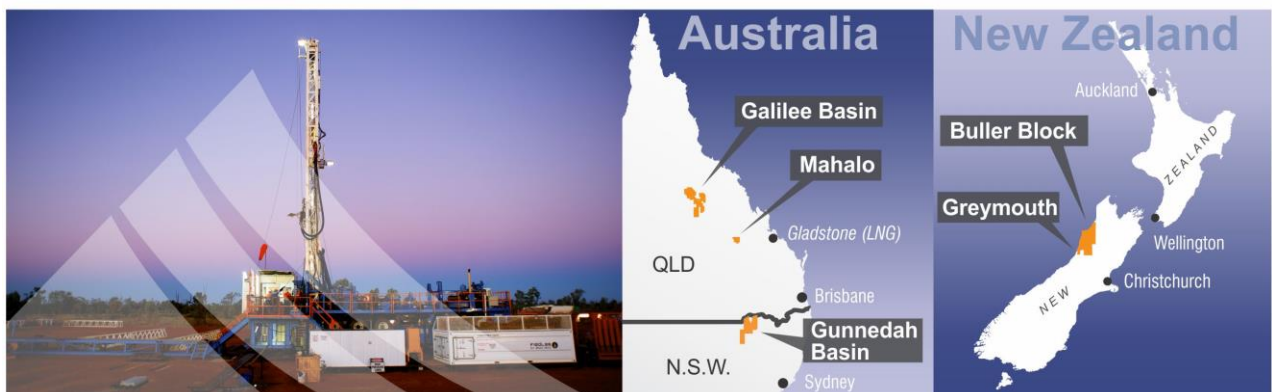 Australia
Galilee Basin
Mahalo
Gladstone (LNG)
QLD
Brisbane
Gunnedah
Basin
N.S.W.
Sydney
New Zealand
Auckland
Buller Block
ZEALAND
Greymouth
Wellington
Christchurch
NEW